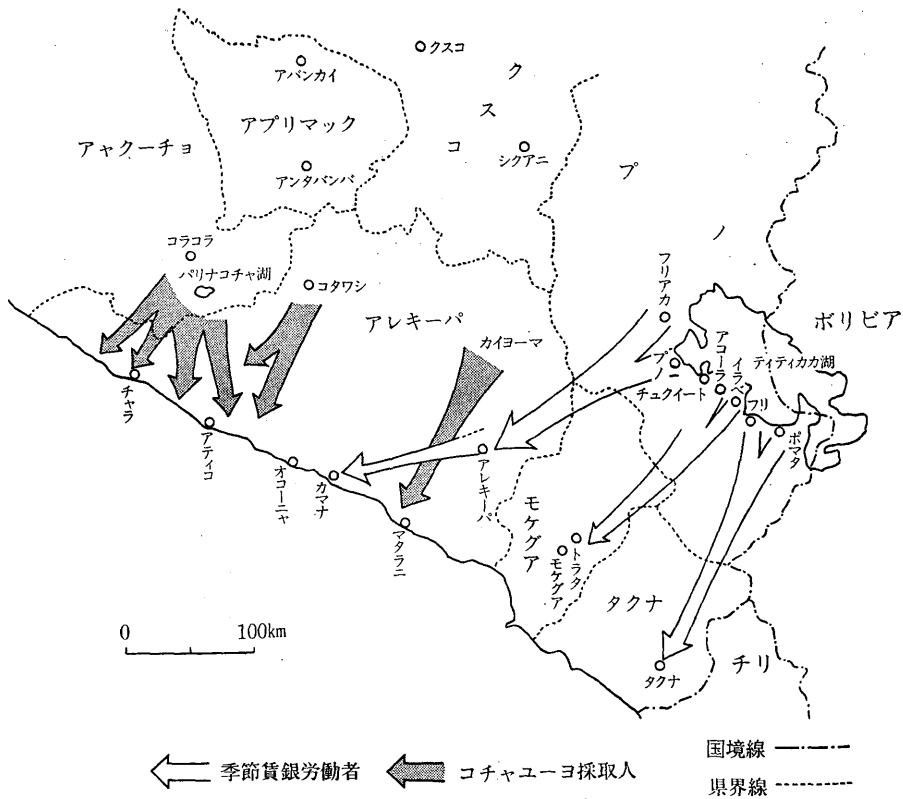 クスコ
アバンカイ
クスコ
アプリマック
アャクーチョ
シクアニ
アンタバンバ
プノ
コラコラ
パリナコチャ湖
コタワシ
フリアカ
アレキーパ
ボリビア
カイヨーマ
プノー
アコーラ
イラベ
ティティカカ湖
チュクイート
フリ
ポマタ
チャラ
アティコ
オコーニャ
カマナ
アレキーパ
マタラニ
モケグア
トラタ
モケグア
タクナ
0 100km
タクナ
チリ
季節賃銀労働者 コチャユーヨ採取人
国境線
県界線